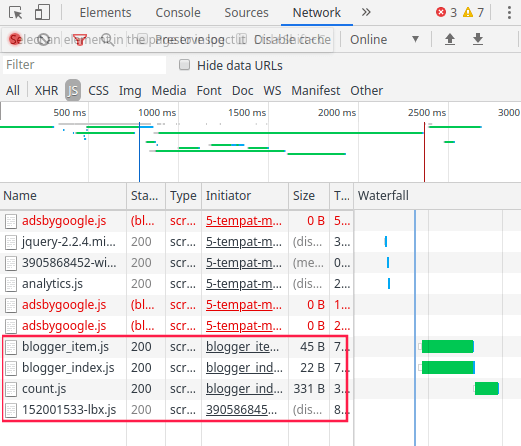 Elements Console Sources Network » 3 7
Select an element in the page to inspect it Preserve log Disable cache Online
Filter Hide data URLs
All XHR JS CSS Img Media Font Doc WS Manifest Other
500 ms 1000 ms 1500 ms 2000 ms 2500 ms 3000
Name Sta... Type Initiator Size T... Waterfall
adsbygoogle.js (bl... scr... 5-tempat-m... 0 B 5...
jquery-2.2.4.mi... 200 scr... 5-tempat-m... (dis... 3...
3905868452-wi... 200 scr... 5-tempat-m... (me... 0...
analytics.js 200 scr... 5-tempat-m... (dis... 2...
adsbygoogle.js (bl... scr... 5-tempat-m... 0 B 1...
adsbygoogle.js (bl... scr... 5-tempat-m... 0 B 2...
blogger_item.js 200 scr... blogger_ite... 45 B 7...
blogger_index.js 200 scr... blogger_ind... 22 B 7...
count.js 200 scr... blogger_ind... 331 B 3...
152001533-lbx.js 200 scr... 390586845... (dis... 8...